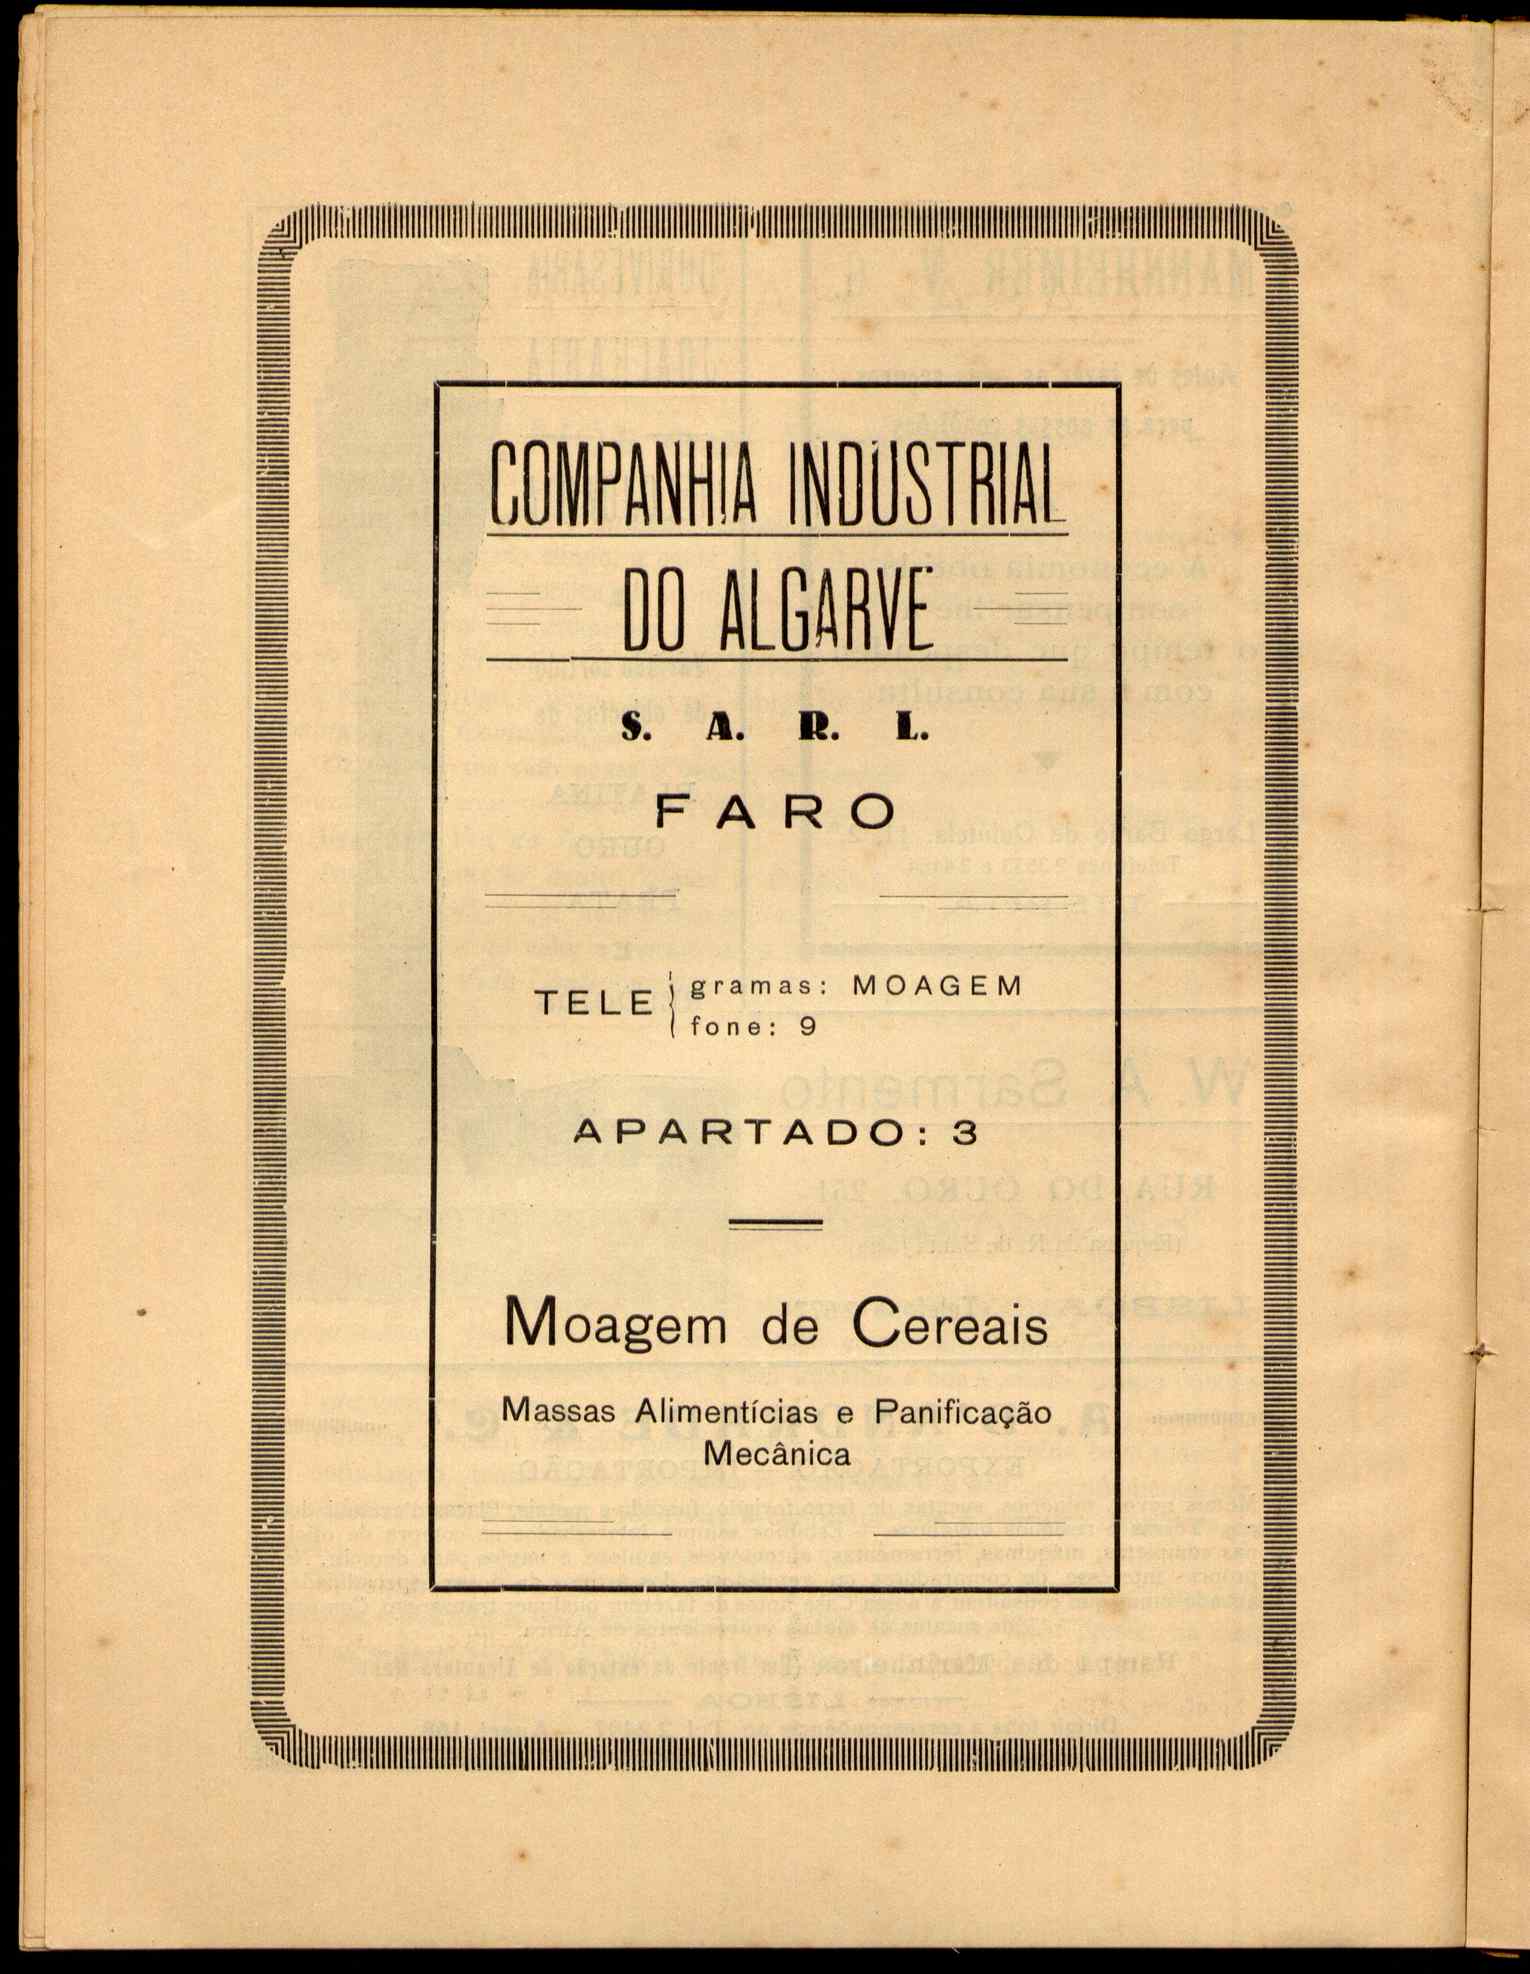 COMPANHIA INDUSTRIAL
DO ALGARVE
S. A. R. L.
FARO
TELE { gramas: MOAGEM
fone: 9
APARTADO: 3
Moagem de Cereais
Massas Alimentícias e Panificação
Mecânica